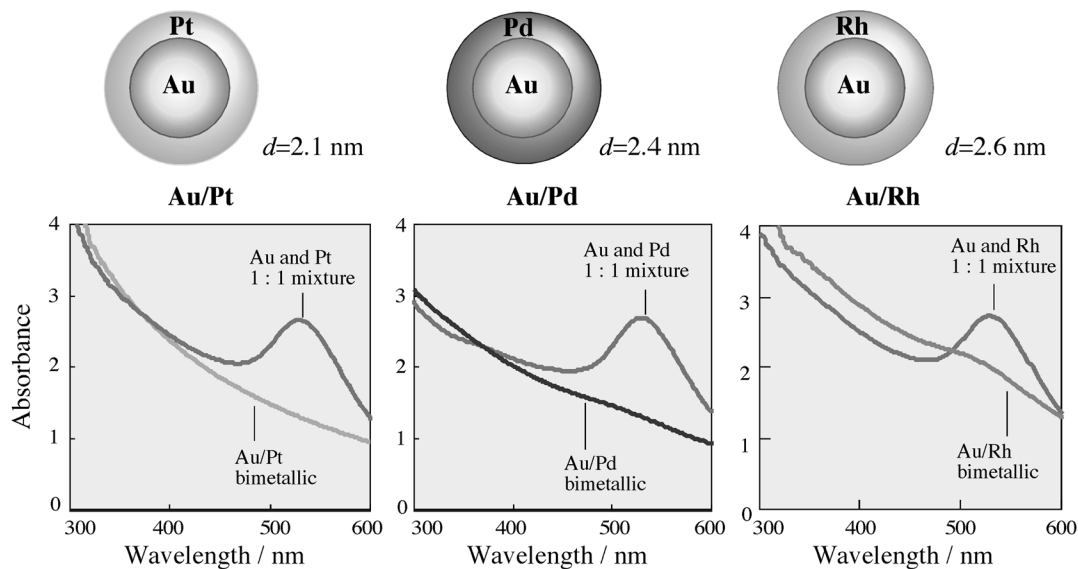 Pt
Au
d=2.1 nm
Au/Pt
Pd
Au
d=2.4 nm
Au/Pd
Rh
Au
d=2.6 nm
Au/Rh
Absorbance
4
3
2
1
0
Au and Pt
1 : 1 mixture
Au/Pt
bimetallic
300 400 500 600
Wavelength / nm
4
3
2
1
0
Au and Pd
1 : 1 mixture
Au/Pd
bimetallic
300 400 500 600
Wavelength / nm
4
3
2
1
0
Au and Rh
1 : 1 mixture
Au/Rh
bimetallic
300 400 500 600
Wavelength / nm